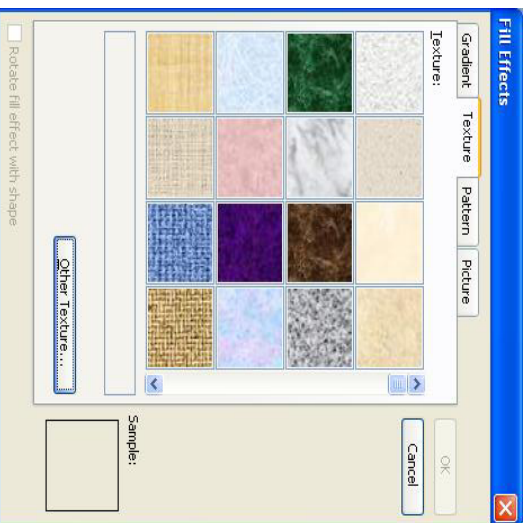 Fill Effects
Gradient Texture Pattern Picture
Texture:
OK
Cancel
Sample:
Other Texture...
Rotate fill effect with shape